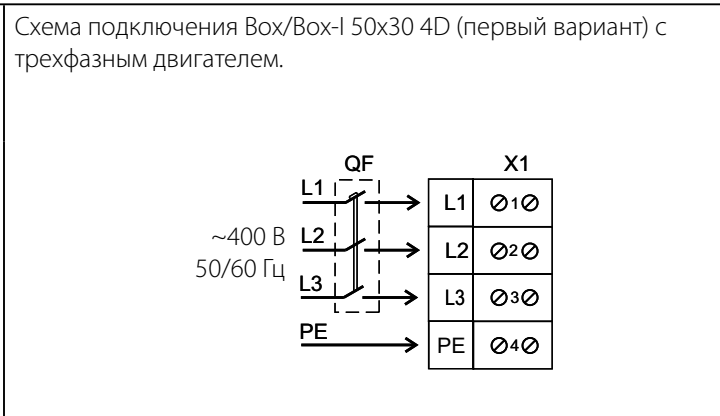 Схема подключения Box/Box-I 50x30 4D (первый вариант) с
трехфазным двигателем.
QF X1
L1 L1 1
~400 В L2 L2 2
50/60 Гц
L3 L3 3
PE PE 4